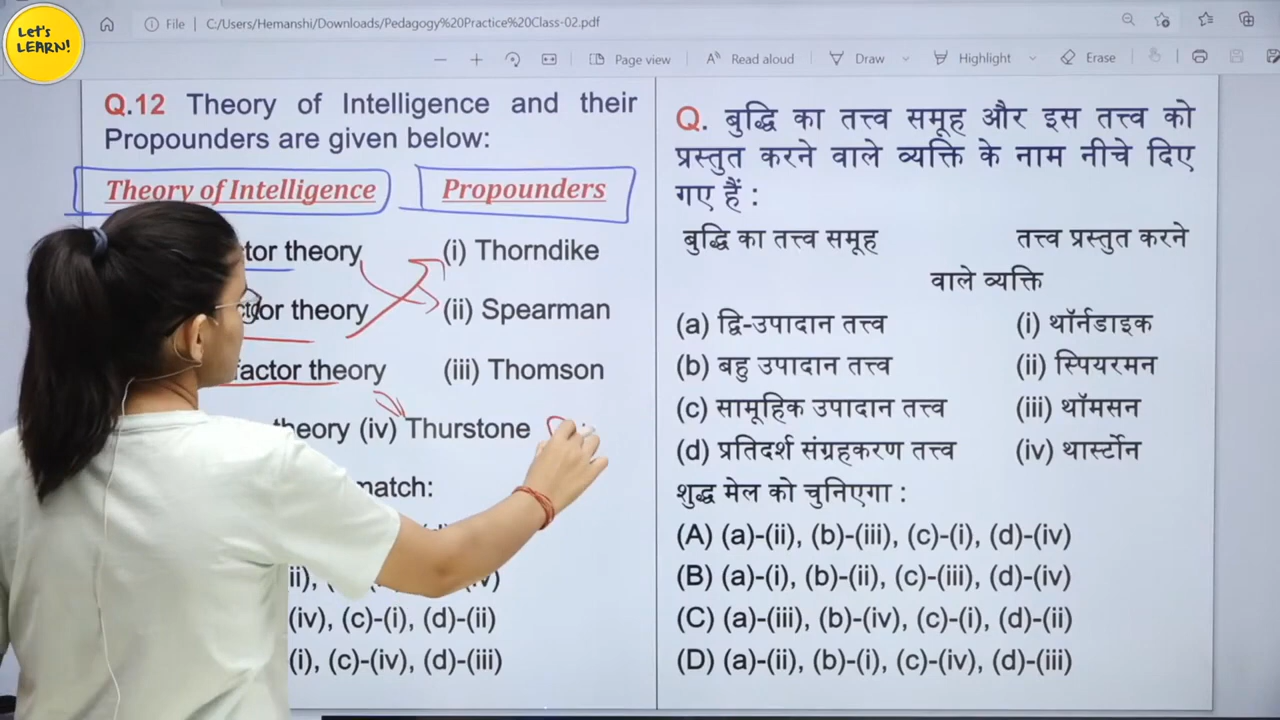 Let's
LEARN!
File | C:/Users/Hemanshi/Downloads/Pedagogy%20Practice%20Class-02.pdf
Page view Read aloud Draw Highlight Erase
Q.12 Theory of Intelligence and their
Propounders are given below:
Theory of Intelligence Propounders
theory (i) Thorndike
theory (ii) Spearman
factor theory (iii) Thomson
theory (iv) Thurstone
match:
(iv), (c)-(i), (d)-(ii)
(i), (c)-(iv), (d)-(iii)
Q. बुद्धि का तत्त्व समूह और इस तत्त्व को
प्रस्तुत करने वाले व्यक्ति के नाम नीचे दिए
गए हैं :
बुद्धि का तत्त्व समूह तत्त्व प्रस्तुत करने
वाले व्यक्ति
(a) द्वि-उपादान तत्त्व (i) थॉर्नडाइक
(b) बहु उपादान तत्त्व (ii) स्पियरमन
(c) सामूहिक उपादान तत्त्व (iii) थॉमसन
(d) प्रतिदर्श संग्रहकरण तत्त्व (iv) थार्स्टोन
शुद्ध मेल को चुनिएगा :
(A) (a)-(ii), (b)-(iii), (c)-(i), (d)-(iv)
(B) (a)-(i), (b)-(ii), (c)-(iii), (d)-(iv)
(C) (a)-(iii), (b)-(iv), (c)-(i), (d)-(ii)
(D) (a)-(ii), (b)-(i), (c)-(iv), (d)-(iii)